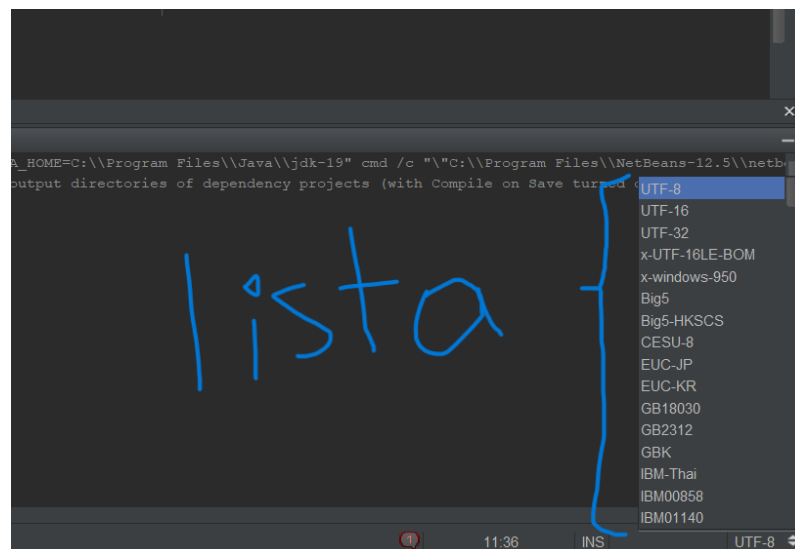 A_HOME=C:\\Program Files\\Java\\jdk-19" cmd /c "\"C:\\Program Files\\NetBeans-12.5\\netb
output directories of dependency projects (with Compile on Save turned
lista
UTF-8
UTF-16
UTF-32
x-UTF-16LE-BOM
x-windows-950
Big5
Big5-HKSCS
CESU-8
EUC-JP
EUC-KR
GB18030
GB2312
GBK
IBM-Thai
IBM00858
IBM01140
1 11:36 INS UTF-8